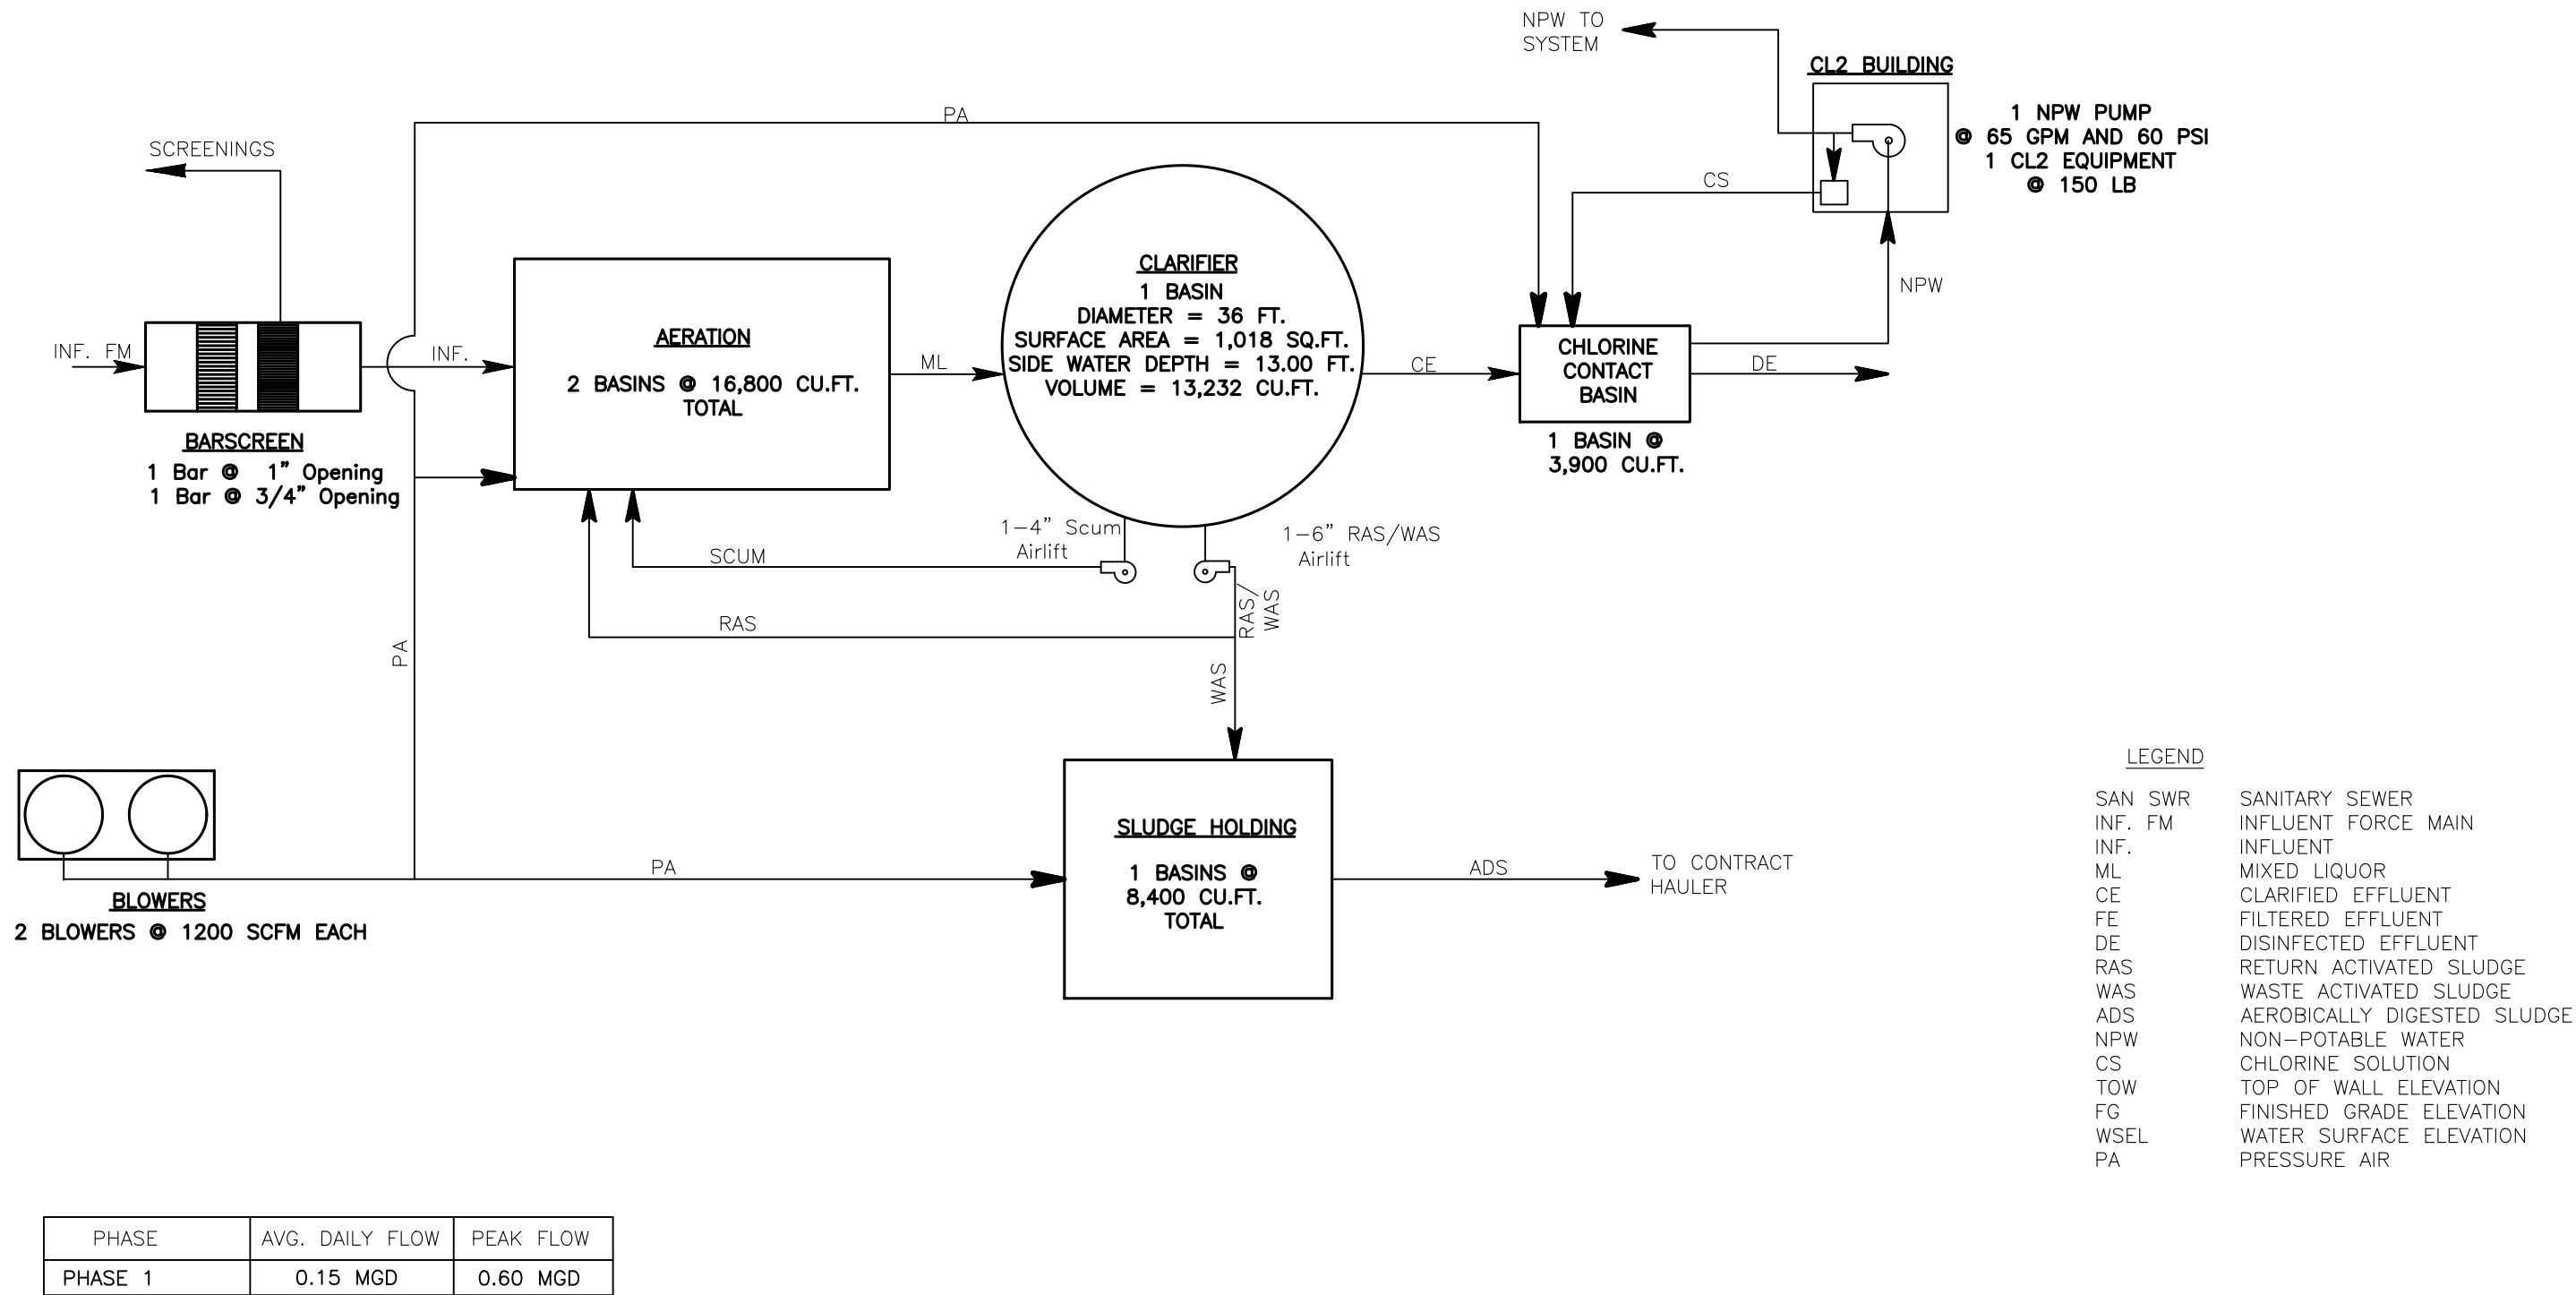 NPW TO
SYSTEM
CL2 BUILDING
1 NPW PUMP
@ 65 GPM AND 60 PSI
1 CL2 EQUIPMENT
@ 150 LB
PA
SCREENINGS
CS
NPW
INF. FM
BARSCREEN
1 Bar @ 1" Opening
1 Bar @ 3/4" Opening
INF.
AERATION
2 BASINS @ 16,800 CU.FT.
TOTAL
ML
CLARIFIER
1 BASIN
DIAMETER = 36 FT.
SURFACE AREA = 1,018 SQ.FT.
SIDE WATER DEPTH = 13.00 FT.
VOLUME = 13,232 CU.FT.
CE
CHLORINE
CONTACT
BASIN
1 BASIN @
3,900 CU.FT.
DE
1-4" Scum
Airlift
1-6" RAS/WAS
Airlift
SCUM
RAS
RAS/
WAS
PA
WAS
BLOWERS
2 BLOWERS @ 1200 SCFM EACH
PA
SLUDGE HOLDING
1 BASINS @
8,400 CU.FT.
TOTAL
ADS
TO CONTRACT
HAULER
LEGEND
SAN SWR SANITARY SEWER
INF. FM INFLUENT FORCE MAIN
INF. INFLUENT
ML MIXED LIQUOR
CE CLARIFIED EFFLUENT
FE FILTERED EFFLUENT
DE DISINFECTED EFFLUENT
RAS RETURN ACTIVATED SLUDGE
WAS WASTE ACTIVATED SLUDGE
ADS AEROBICALLY DIGESTED SLUDGE
NPW NON-POTABLE WATER
CS CHLORINE SOLUTION
TOW TOP OF WALL ELEVATION
FG FINISHED GRADE ELEVATION
WSEL WATER SURFACE ELEVATION
PA PRESSURE AIR
PHASE AVG. DAILY FLOW PEAK FLOW
PHASE 1 0.15 MGD 0.60 MGD